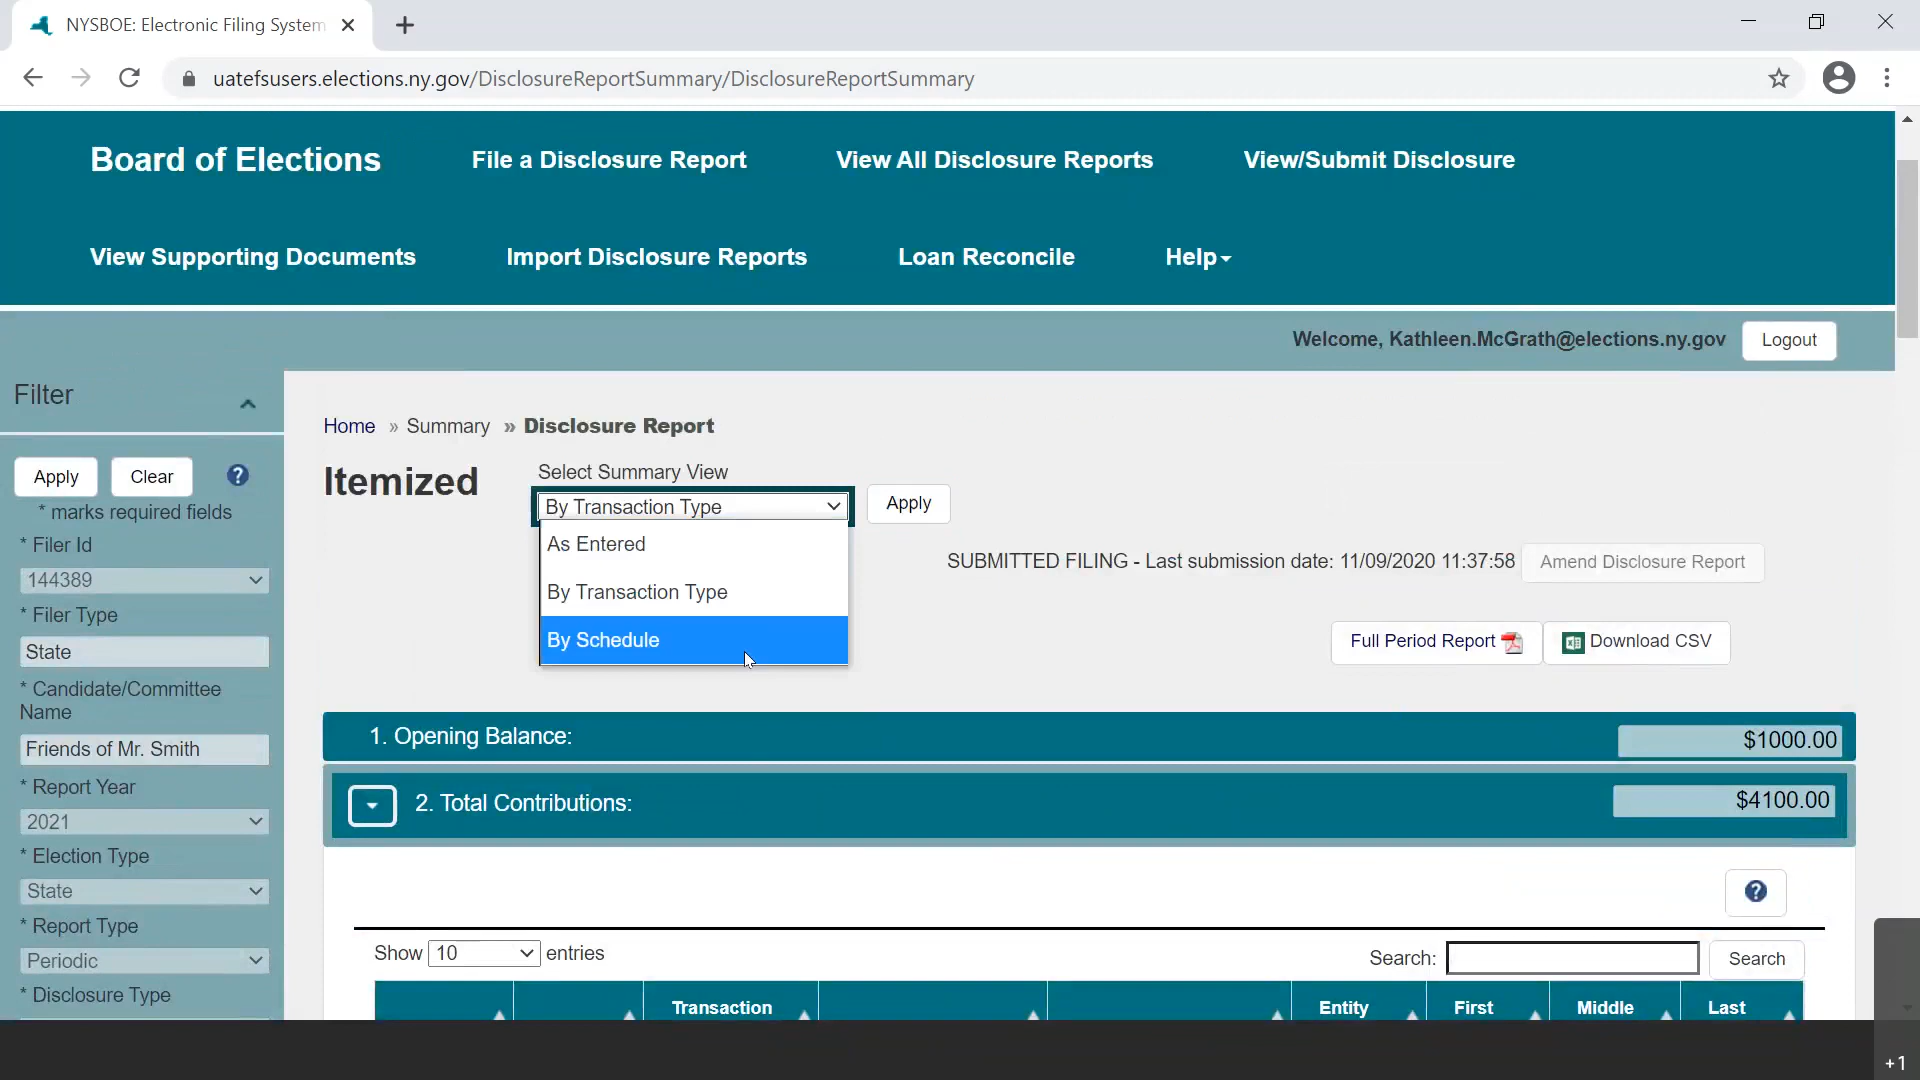 NYSBOE: Electronic Filing System
uatefsusers.elections.ny.gov/DisclosureReportSummary/DisclosureReportSummary
Board of Elections
File a Disclosure Report
View All Disclosure Reports
View/Submit Disclosure
View Supporting Documents
Import Disclosure Reports
Loan Reconcile
Help
Welcome, Kathleen.McGrath@elections.ny.gov
Logout
Filter
Apply
Clear
?
* marks required fields
* Filer Id
144389
* Filer Type
State
* Candidate/Committee
Name
Friends of Mr. Smith
* Report Year
2021
* Election Type
State
* Report Type
Periodic
* Disclosure Type
Home » Summary » Disclosure Report
Itemized
Select Summary View
By Transaction Type
Apply
As Entered
By Transaction Type
By Schedule
SUBMITTED FILING - Last submission date: 11/09/2020 11:37:58
Amend Disclosure Report
Full Period Report
Download CSV
1. Opening Balance:
$1000.00
2. Total Contributions:
$4100.00
?
Show 10 entries
Search:
Search
Transaction
Entity
First
Middle
Last
+1